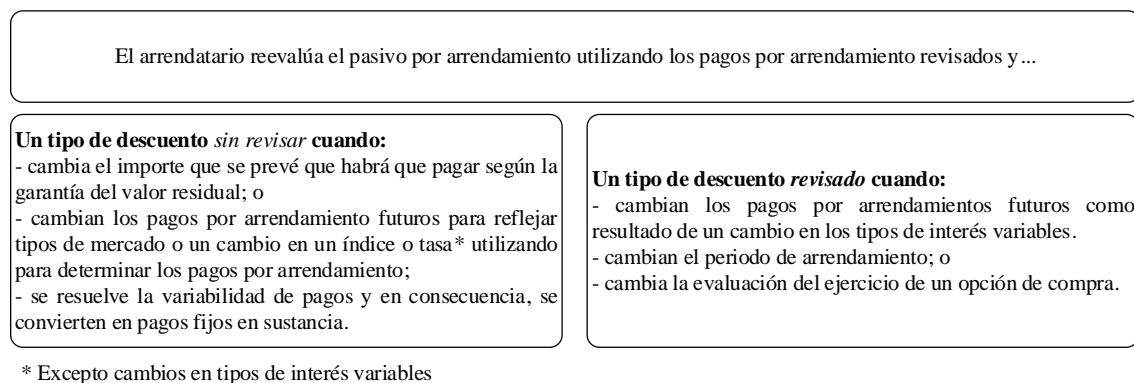 El arrendatario reevalúa el pasivo por arrendamiento utilizando los pagos por arrendamiento revisados y...
Un tipo de descuento sin revisar cuando:
- cambia el importe que se prevé que habrá que pagar según la
garantía del valor residual; o
- cambian los pagos por arrendamiento futuros para reflejar
tipos de mercado o un cambio en un índice o tasa* utilizando
para determinar los pagos por arrendamiento;
- se resuelve la variabilidad de pagos y en consecuencia, se
convierten en pagos fijos en sustancia.
Un tipo de descuento revisado cuando:
- cambian los pagos por arrendamientos futuros como
resultado de un cambio en los tipos de interés variables.
- cambian el periodo de arrendamiento; o
- cambia la evaluación del ejercicio de un opción de compra.
* Excepto cambios en tipos de interés variables